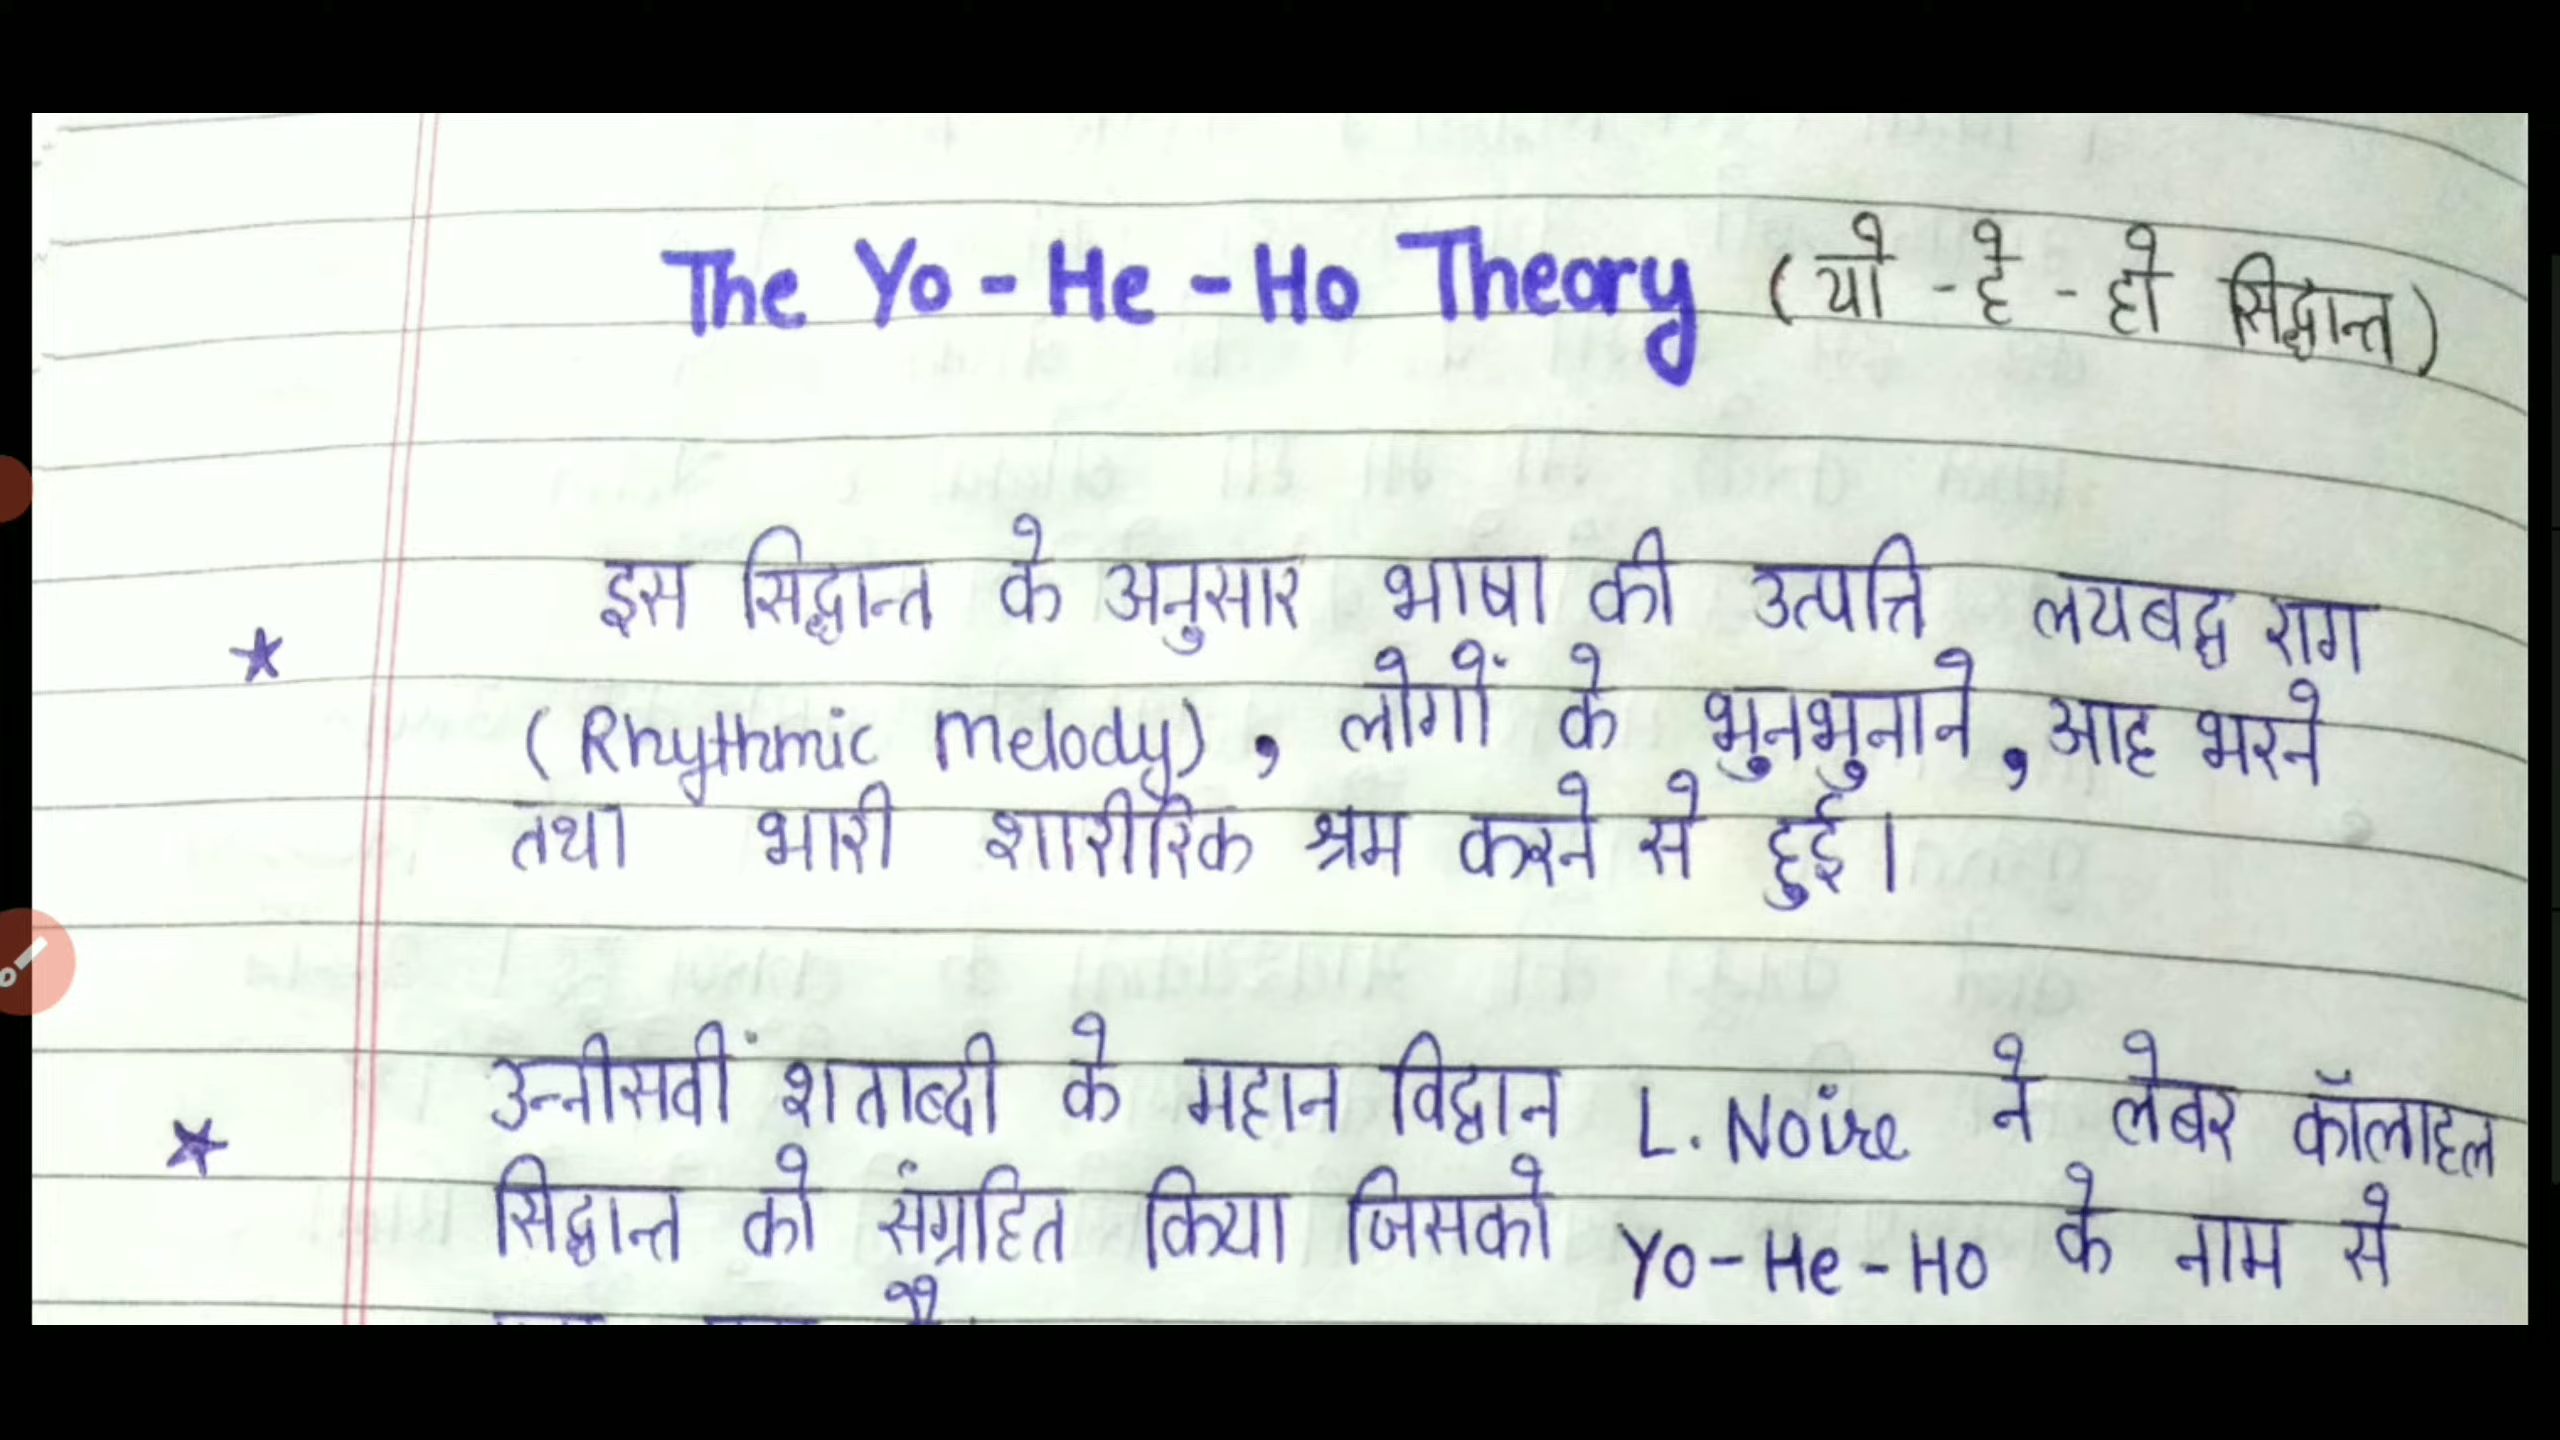 The Yo - He - Ho Theory (यो - हे - हो सिद्धान्त)
इस सिद्धान्त के अनुसार भाषा की उत्पत्ति लयबद्ध राग
(Rhythmic Melody), लोगों के भुनभुनाने, आह भरने
तथा भारी शारीरिक श्रम करने से हुई।
उन्नीसवीं शताब्दी के महान विद्वान L. Noire ने लेबर कॉलाहल
सिद्धान्त को संग्रहित किया जिसको Yo-He-Ho के नाम से